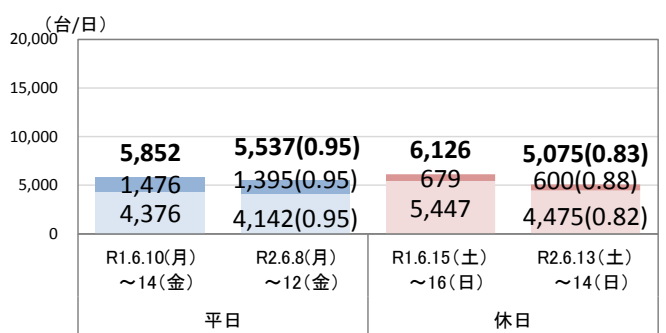 （台/日）
20,000
15,000
10,000
5,000
0
5,852
5,537(0.95)
6,126
5,075(0.83)
1,476
1,395(0.95)
679
600(0.88)
4,376
4,142(0.95)
5,447
4,475(0.82)
R1.6.10（月）
～14（金）
R2.6.8（月）
～12（金）
R1.6.15（土）
～16（日）
R2.6.13（土）
～14（日）
平日
休日